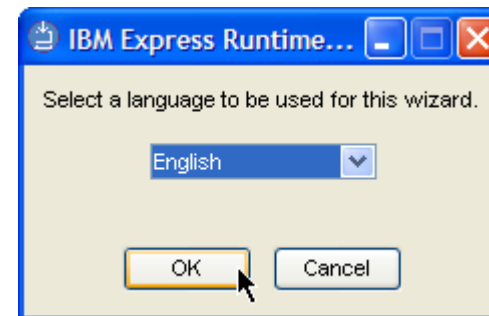 IBM Express Runtime...
Select a language to be used for this wizard.
English
OK Cancel